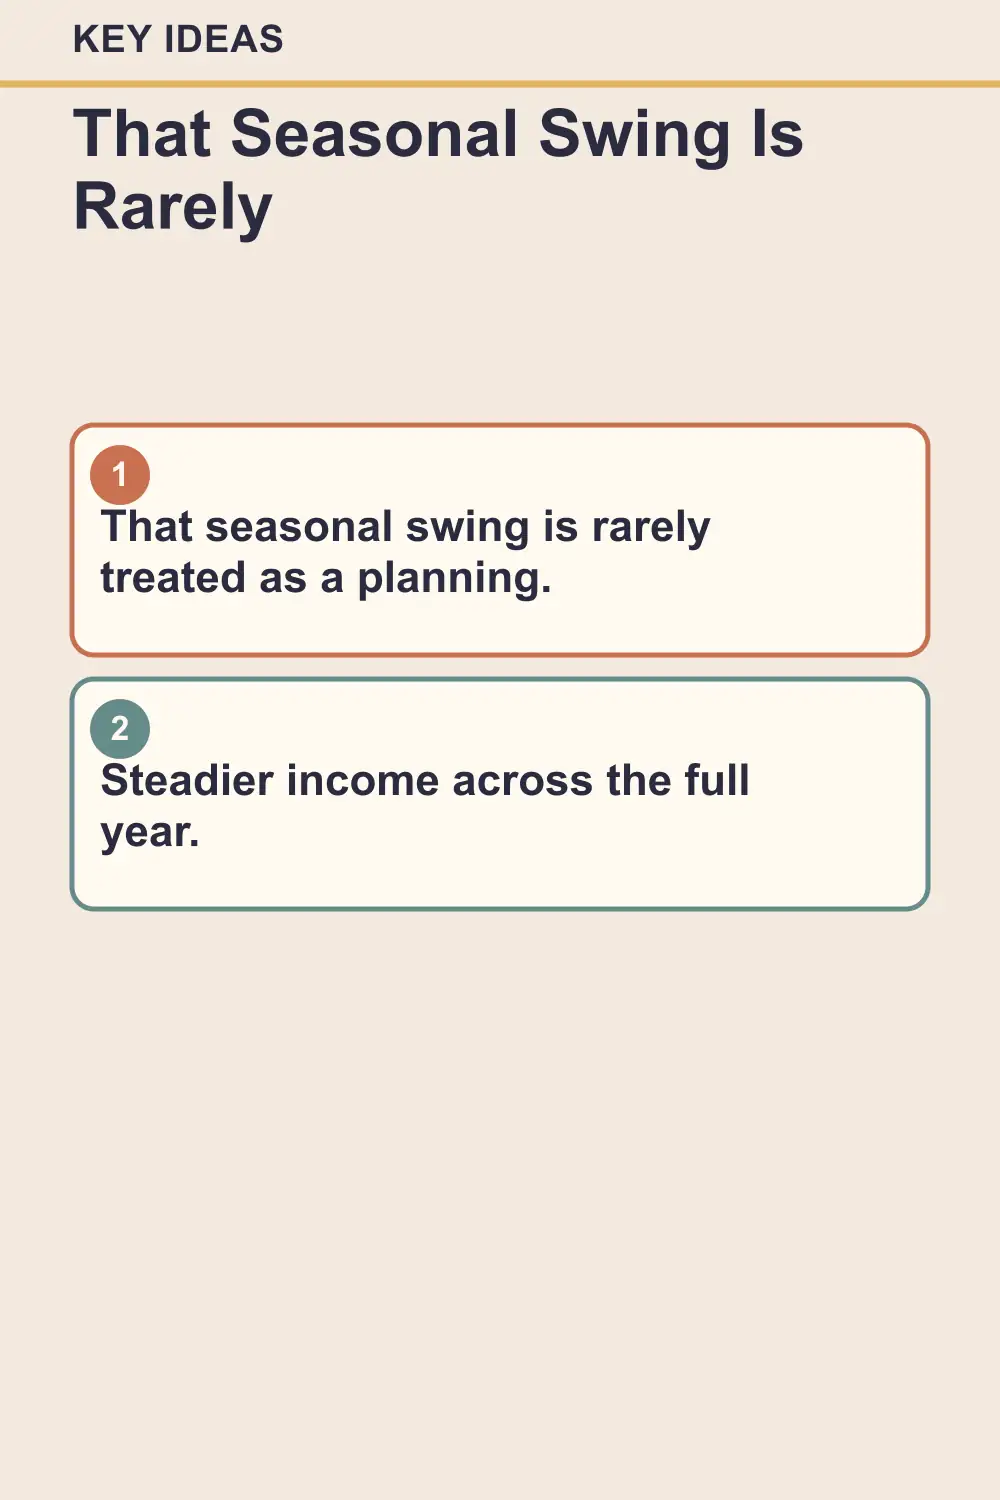 KEY IDEAS
That Seasonal Swing Is
Rarely
1
That seasonal swing is rarely
treated as a planning.
2
Steadier income across the full
year.